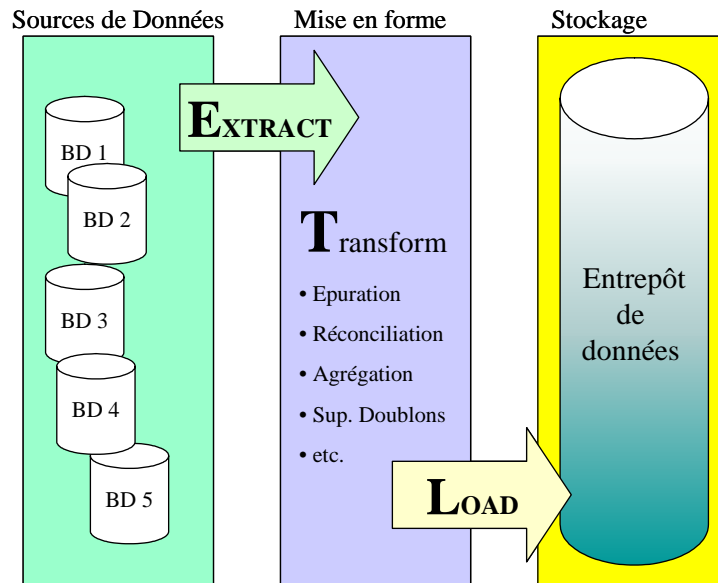 Sources de Données
Mise en forme
Stockage
BD 1
BD 2
BD 3
BD 4
BD 5
EXTRACT
Transform
• Epuration
• Réconciliation
• Agrégation
• Sup. Doublons
• etc.
LOAD
Entrepôt
de
données